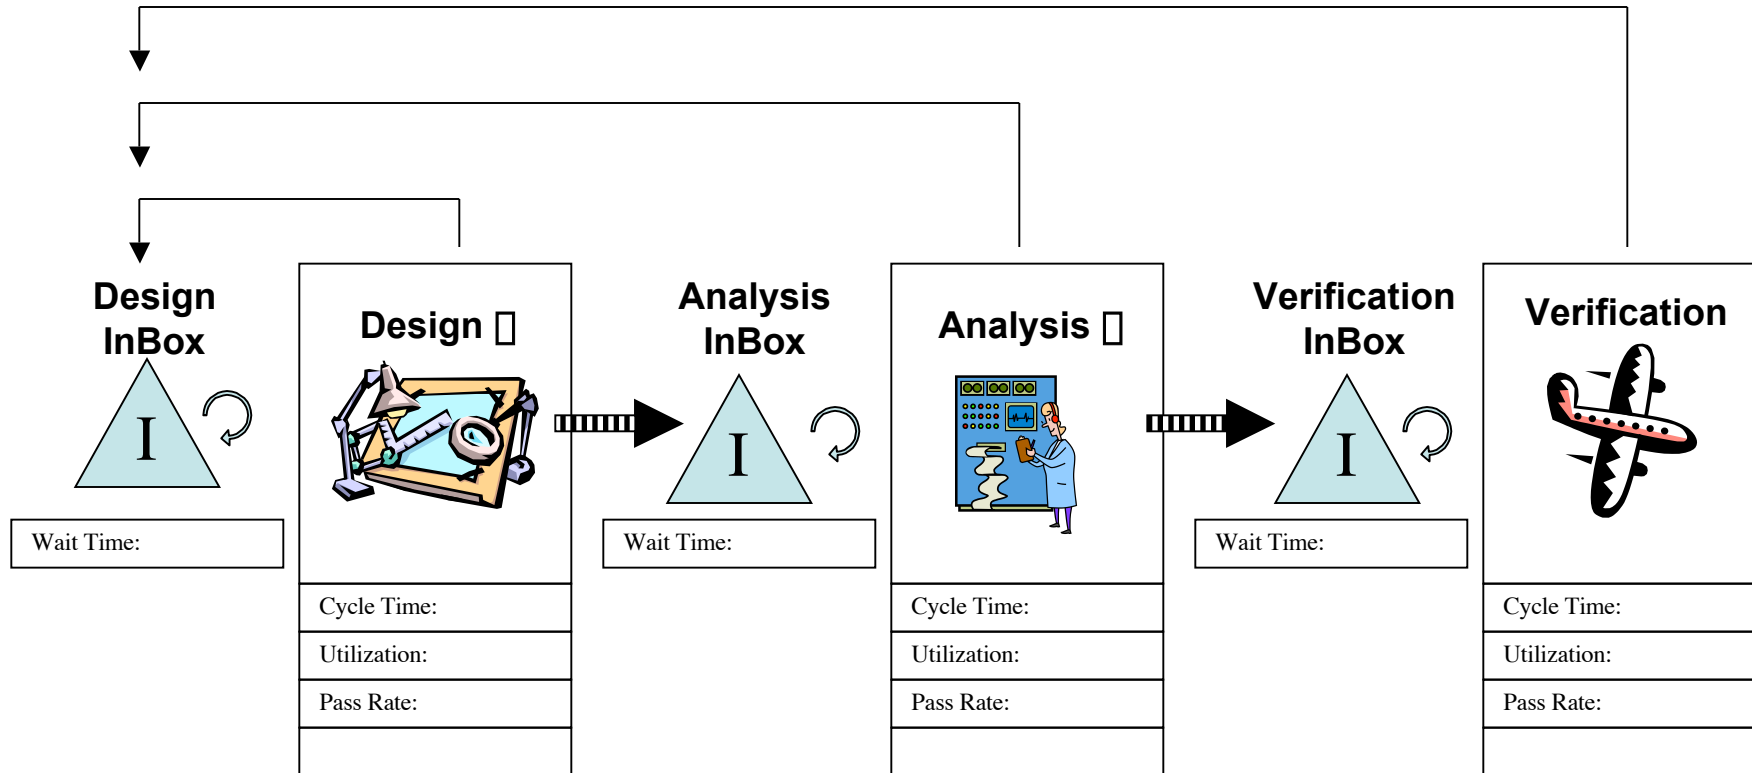 Design
InBox
I
Wait Time:
Design
Cycle Time:
Utilization:
Pass Rate:
Analysis
InBox
I
Wait Time:
Analysis
Cycle Time:
Utilization:
Pass Rate:
Verification
InBox
I
Wait Time:
Verification
Cycle Time:
Utilization:
Pass Rate: